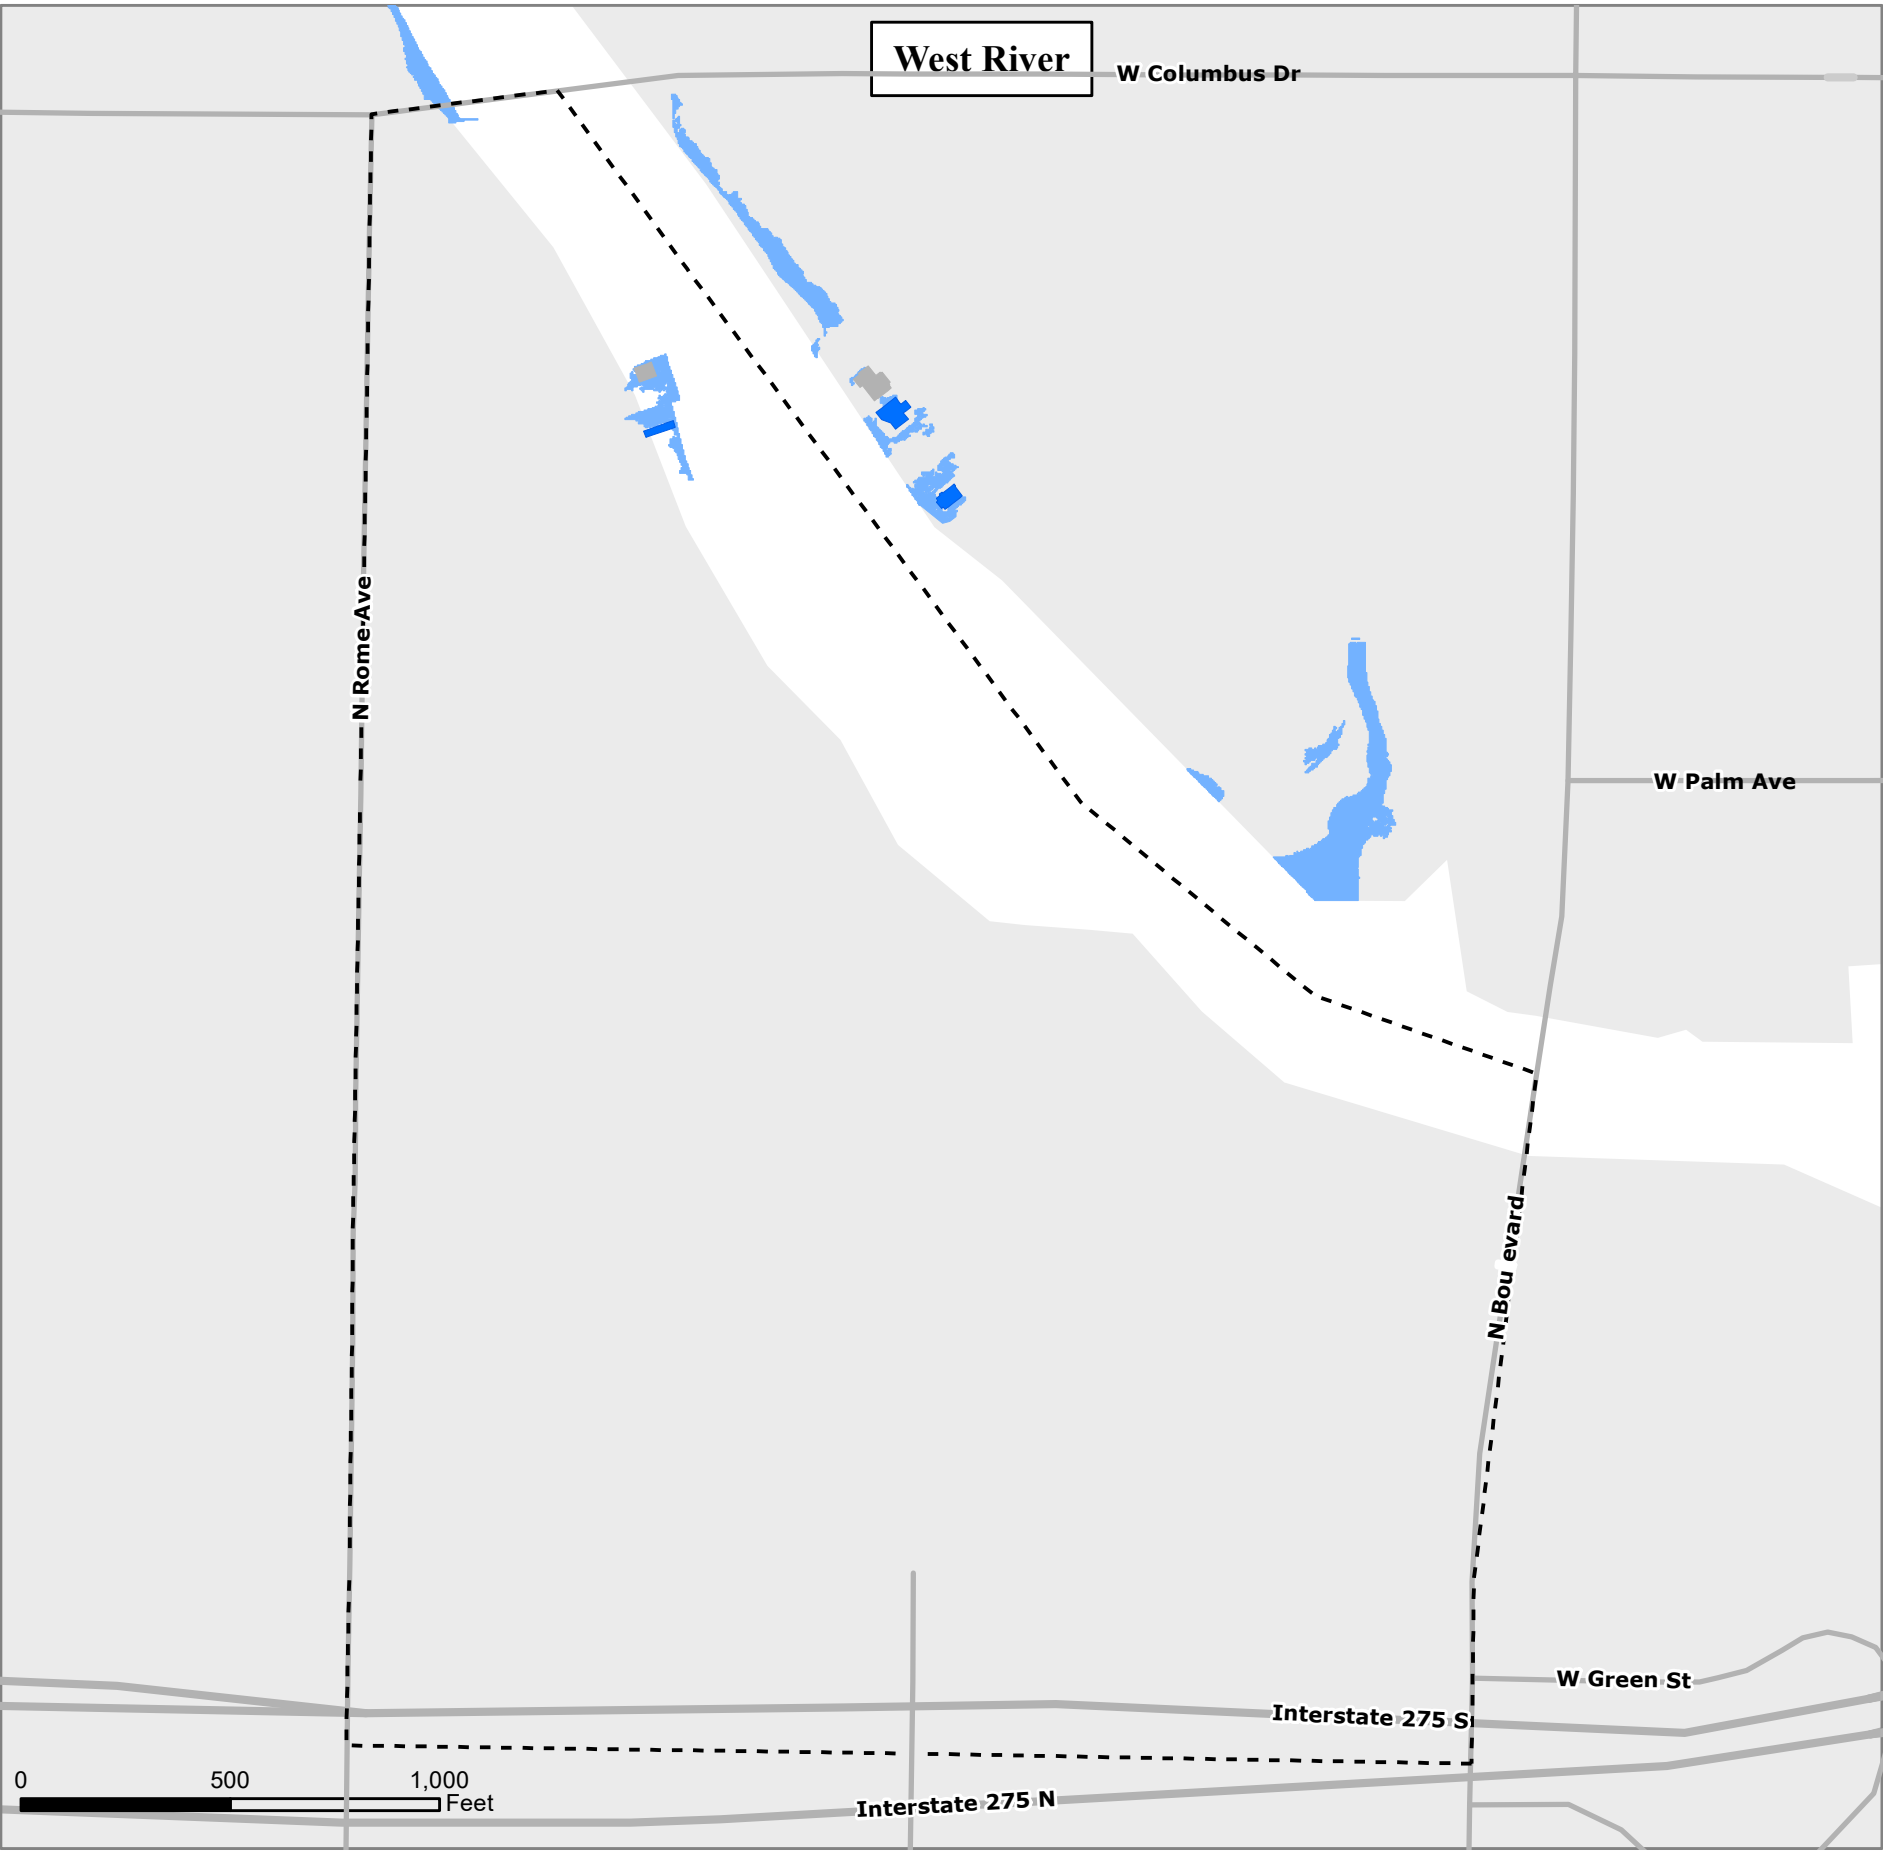 West River
W Columbus Dr
N Rome Ave
W Palm Ave
N Bou evard
W Green St
Interstate 275 S
0 500 1,000
Feet
Interstate 275 N